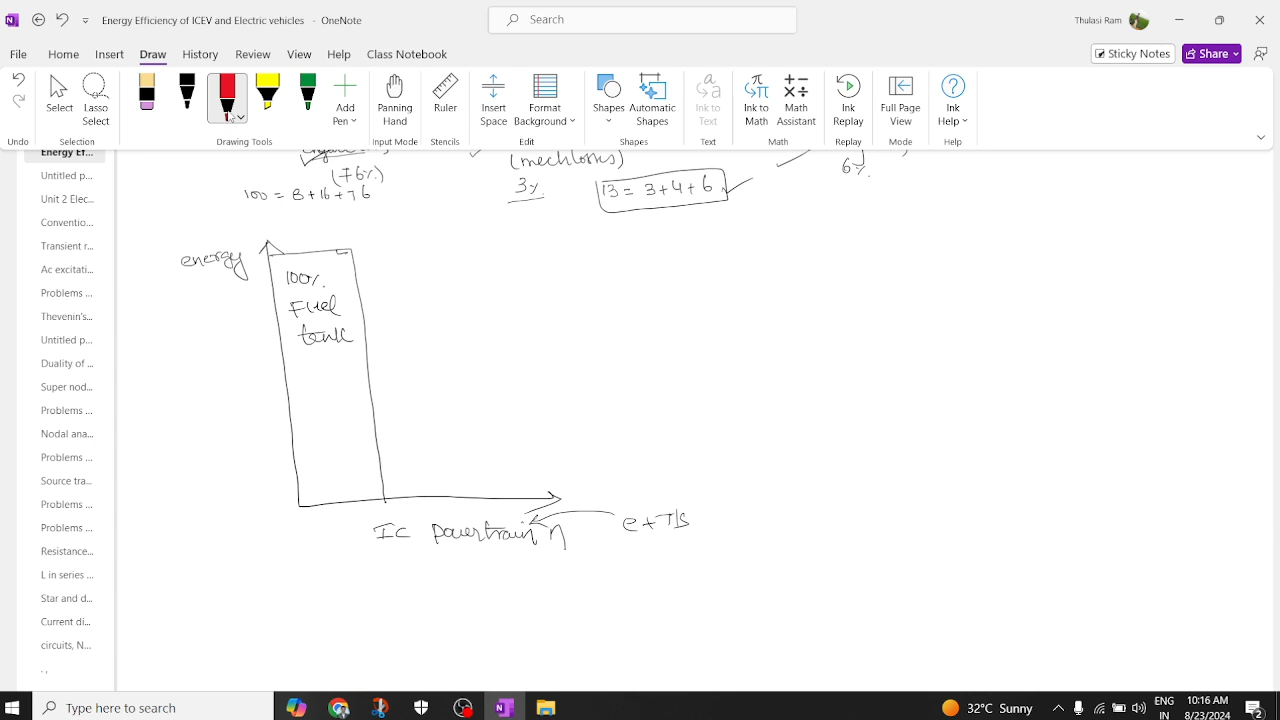 Energy Efficiency of ICEV and Electric vehicles - OneNote
Search
Thulasi Ram
File Home Insert Draw History Review View Help Class Notebook
Sticky Notes Share
Select Lasso Select Add Pen Panning Hand Ruler Insert Space Format Background Shapes Automatic Shapes Ink to Text Ink to Math Math Assistant Ink Replay Full Page View Ink Help
Undo Selection Drawing Tools Input Mode Stencils Edit Shapes Text Math Replay Mode Help
Energy Ef...
Untitled p...
Unit 2 Elec...
Conventio...
Transient r...
Ac excitati...
Problems ...
Thevenin's...
Untitled p...
Duality of ...
Super nod...
Problems ...
Nodal ana...
Problems ...
Source tra...
Problems ...
Problems ...
Resistance...
L in series ...
Star and d...
Current di...
circuits, N...
(76%)
100 = 8+16+76
(mechlosses)
3%
13 = 3+4+6
6%
energy
100%
Fuel
tank
IC powertrain η
e+T/S
Type here to search
32°C Sunny
ENG
IN
10:16 AM
8/23/2024
2